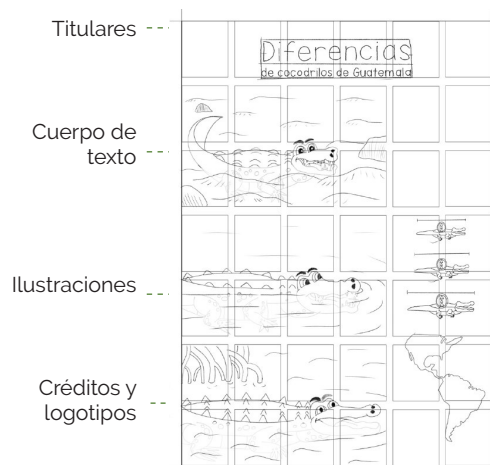 Titulares
Diferencias
de cocodrilos de Guatemala
Cuerpo de
texto
Ilustraciones
Créditos y
logotipos